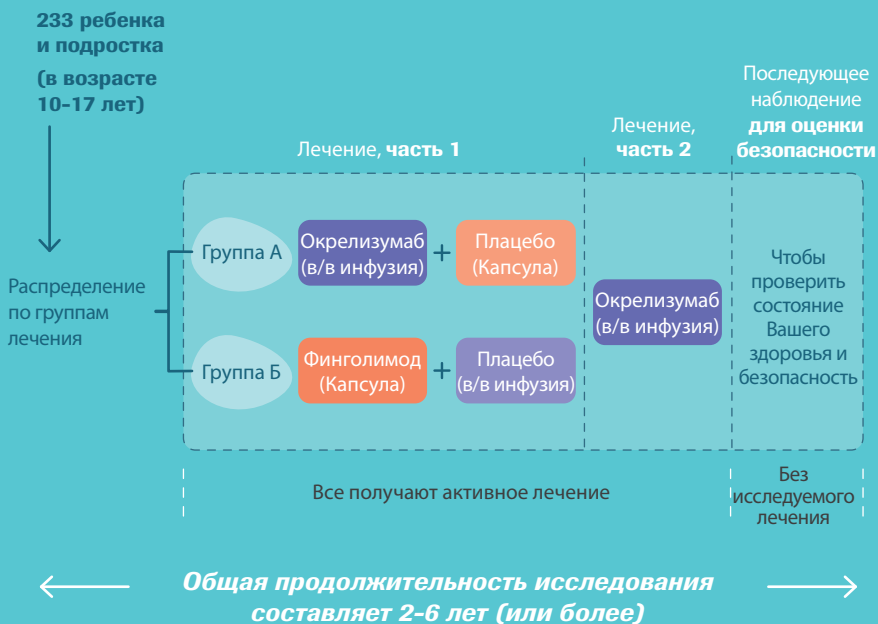 233 ребенка
и подростка
(в возрасте
10-17 лет)
Последующее
наблюдение
для оценки
безопасности
Лечение, часть 1
Лечение,
часть 2
Распределение
по группам
лечения
Группа А
Окрелизумаб
(в/в инфузия)
+
Плацебо
(Капсула)
Группа Б
Финголимод
(Капсула)
+
Плацебо
(в/в инфузия)
Окрелизумаб
(в/в инфузия)
Чтобы
проверить
состояние
Вашего
здоровья и
безопасность
Все получают активное лечение
Без
исследуемого
лечения
Общая продолжительность исследования
составляет 2-6 лет (или более)